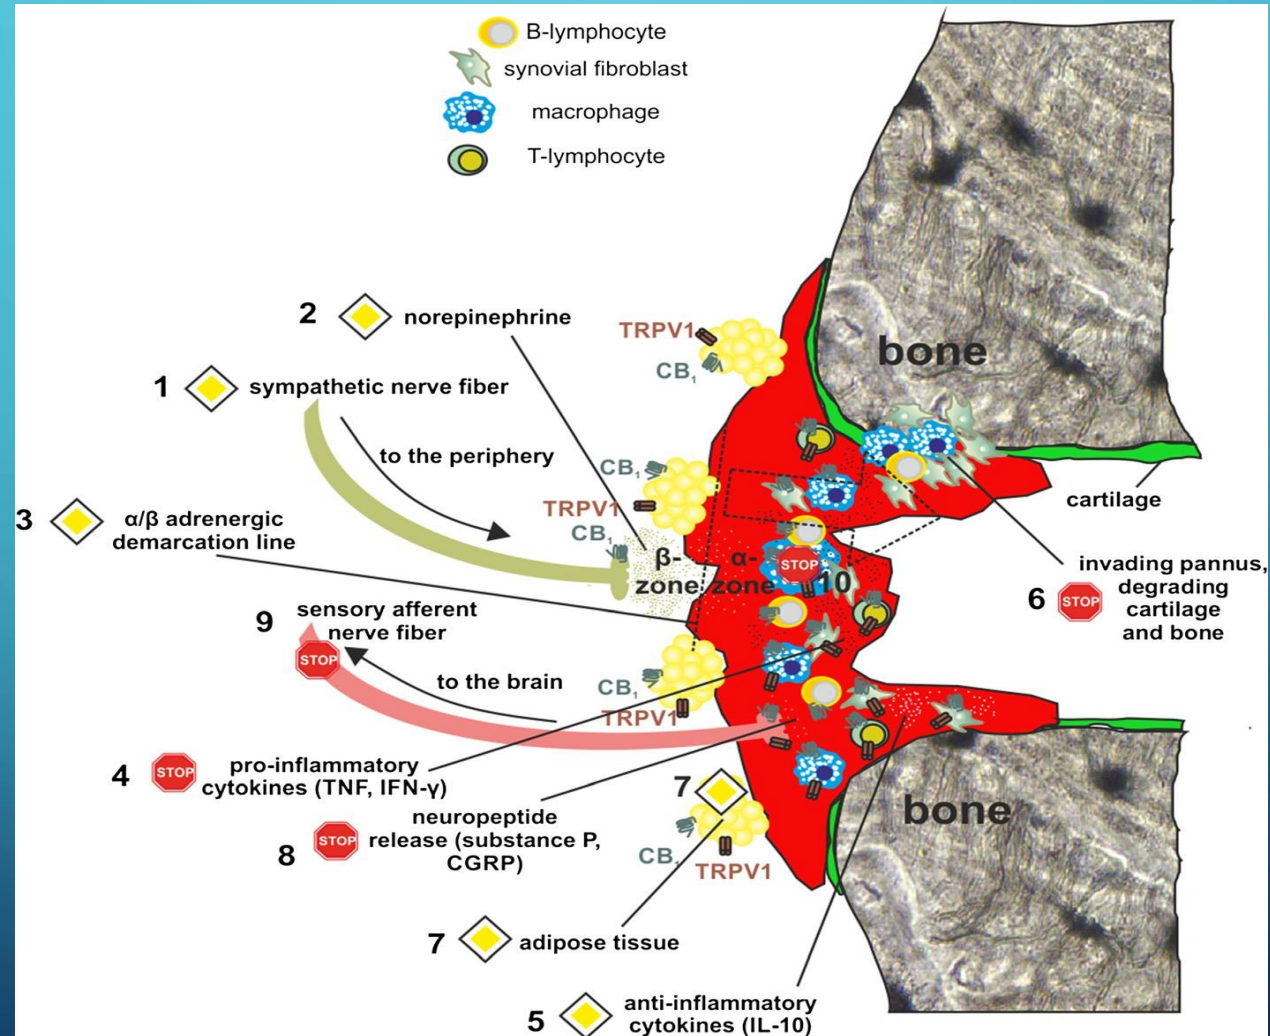 B-lymphocyte
synovial fibroblast
macrophage
T-lymphocyte
2 norepinephrine
TRPV1
CB1
bone
1 sympathetic nerve fiber
to the periphery
CB1
TRPV1
CB1
cartilage
3 α/β adrenergic
demarcation line
β-
zone
α-
zone
STOP
10
invading pannus,
degrading
cartilage
and bone
6 STOP
9 sensory afferent
nerve fiber
STOP
to the brain
CB1
TRPV1
4 STOP pro-inflammatory
cytokines (TNF, IFN-γ)
7
bone
8 STOP neuropeptide
release (substance P,
CGRP)
CB1
TRPV1
7 adipose tissue
5 anti-inflammatory
cytokines (IL-10)